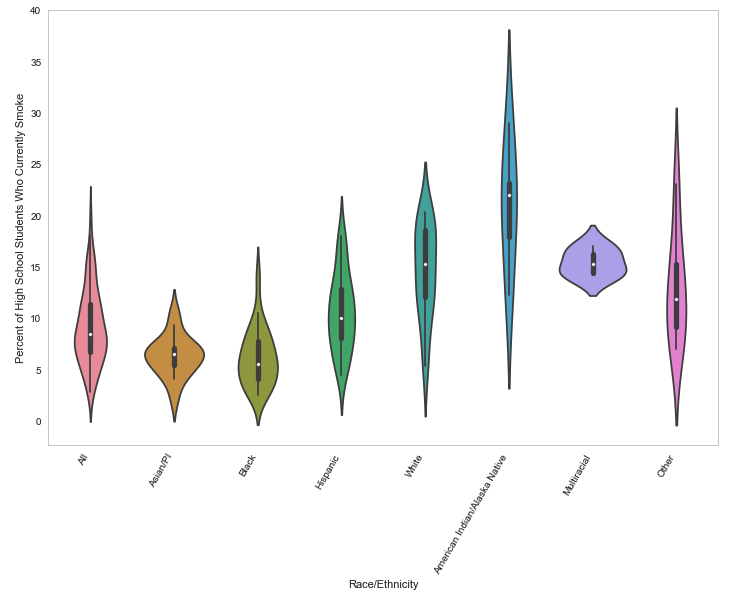 40
35
30
25
20
15
10
5
0
Percent of High School Students Who Currently Smoke
All
Asian/PI
Black
Hispanic
White
American Indian/Alaska Native
Multiracial
Other
Race/Ethnicity